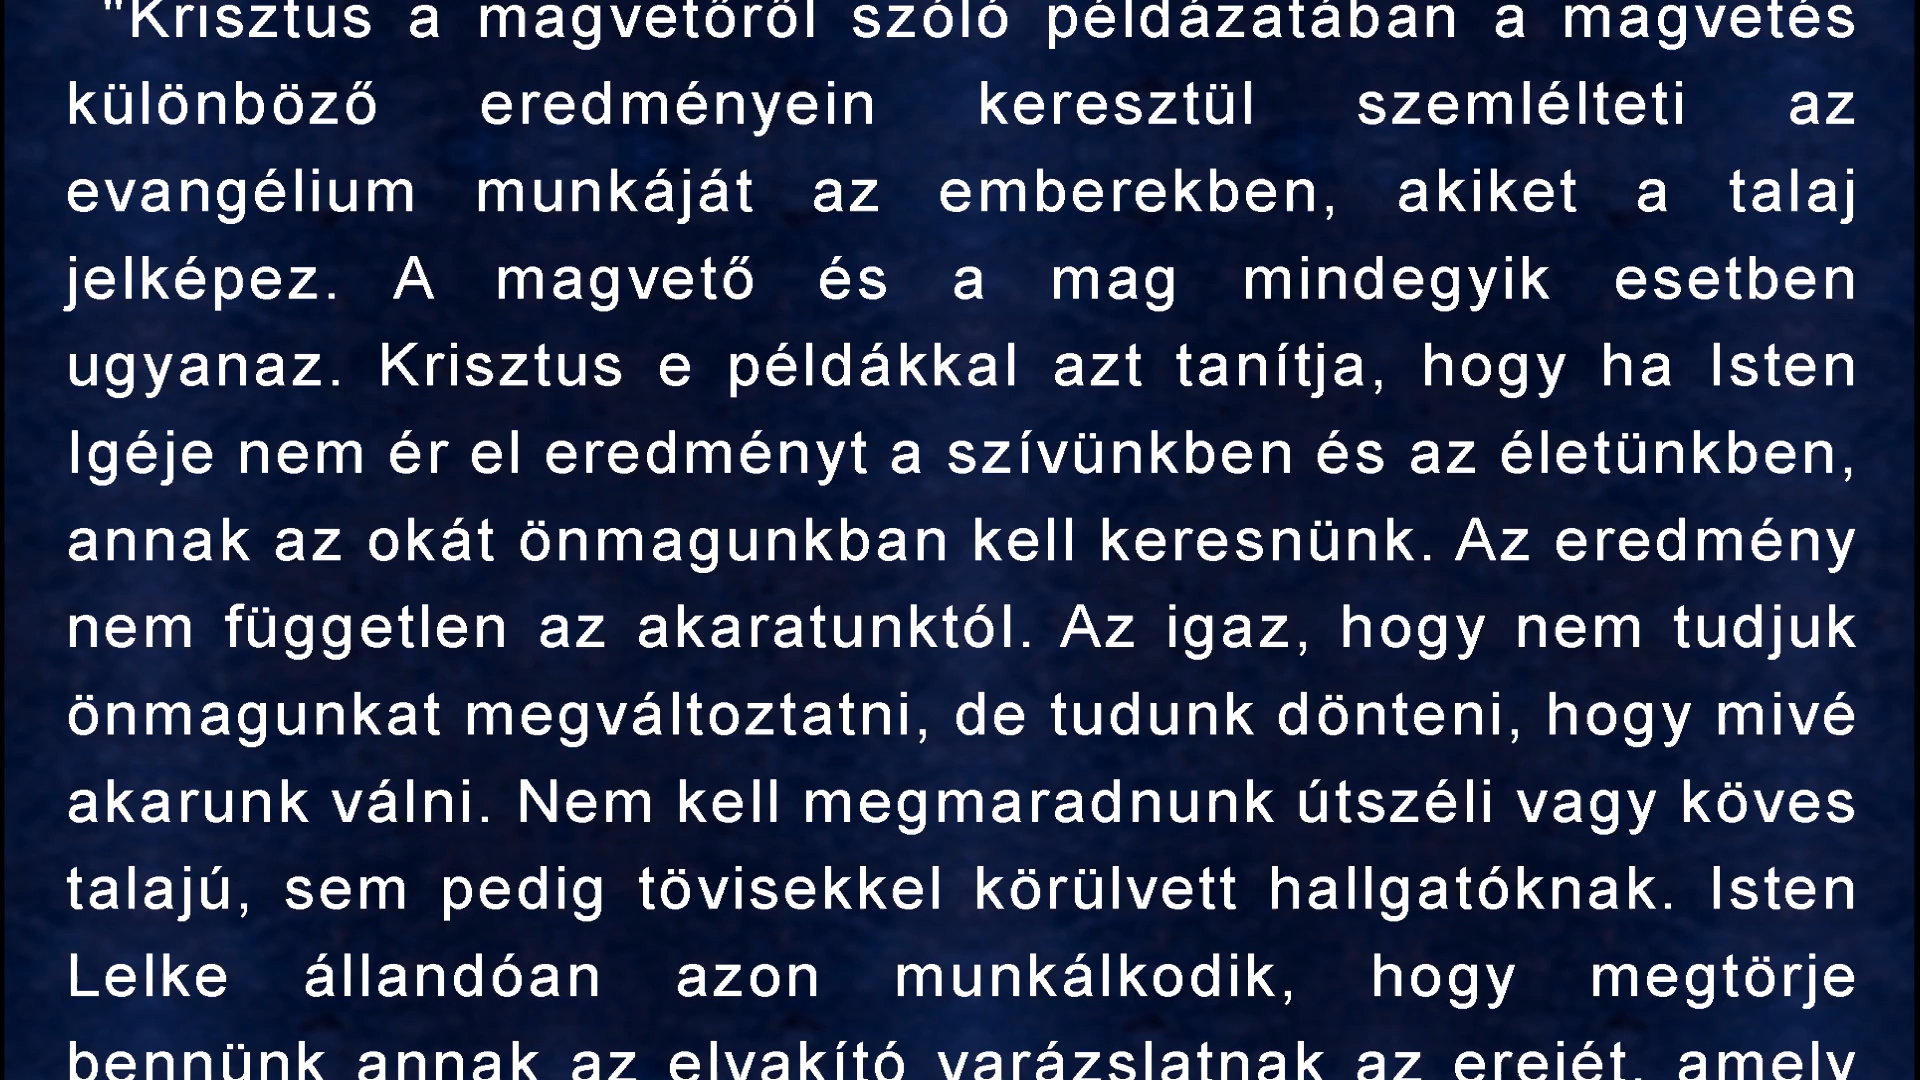 "Krisztus a magvetőről szóló példázatában a magvetés
különböző eredményein keresztül szemlélteti az
evangélium munkáját az emberekben, akiket a talaj
jelképez. A magvető és a mag mindegyik esetben
ugyanaz. Krisztus e példákkal azt tanítja, hogy ha Isten
Igéje nem ér el eredményt a szívünkben és az életünkben,
annak az okát önmagunkban kell keresnünk. Az eredmény
nem független az akaratunktól. Az igaz, hogy nem tudjuk
önmagunkat megváltoztatni, de tudunk dönteni, hogy mivé
akarunk válni. Nem kell megmaradnunk útszéli vagy köves
talajú, sem pedig tövisekkel körülvett hallgatóknak. Isten
Lelke állandóan azon munkálkodik, hogy megtörje
bennünk annak az elvakító varázslatnak az erejét, amely